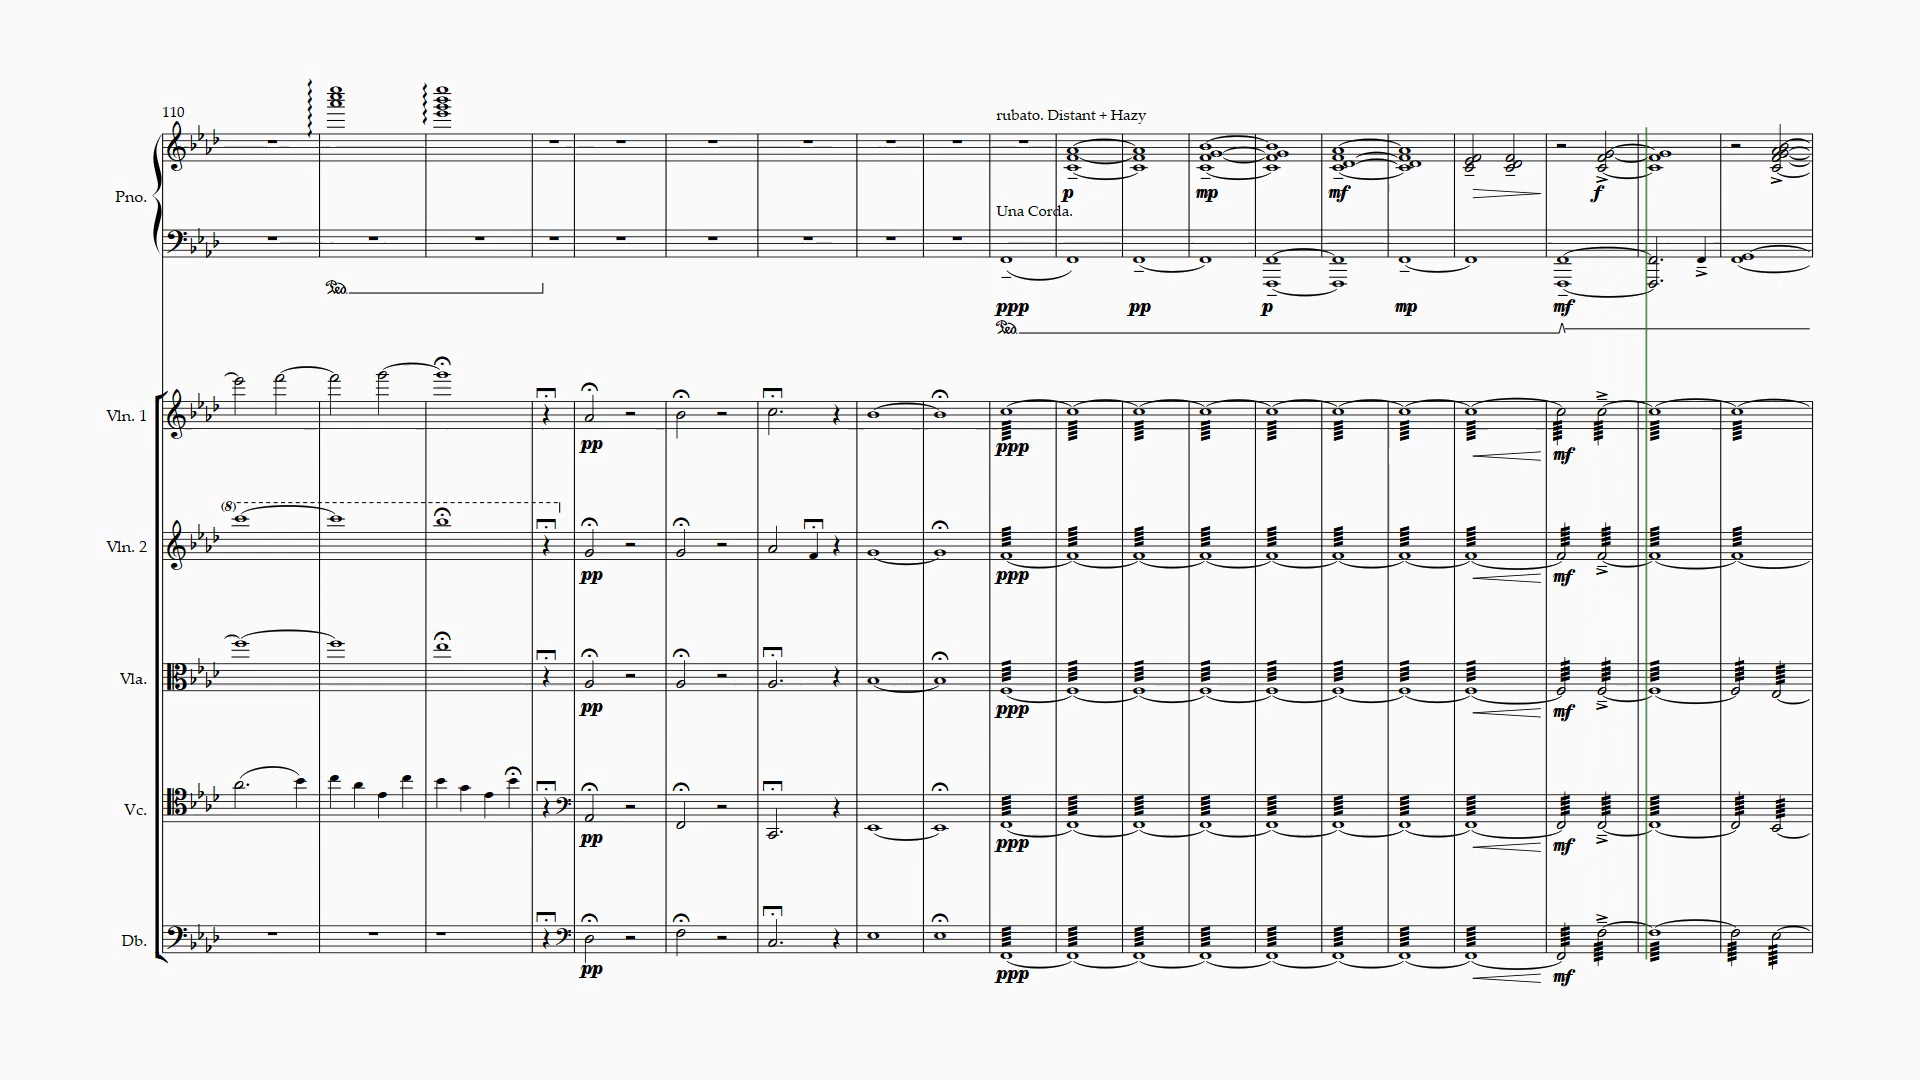 110
rubato. Distant + Hazy
Pno.
p
mp
mf
f
Una Corda.
ppp
pp
p
mp
mf
Vln. 1
pp
ppp
mf
(8)
Vln. 2
pp
ppp
mf
Vla.
pp
ppp
mf
Vc.
pp
ppp
mf
Db.
pp
ppp
mf